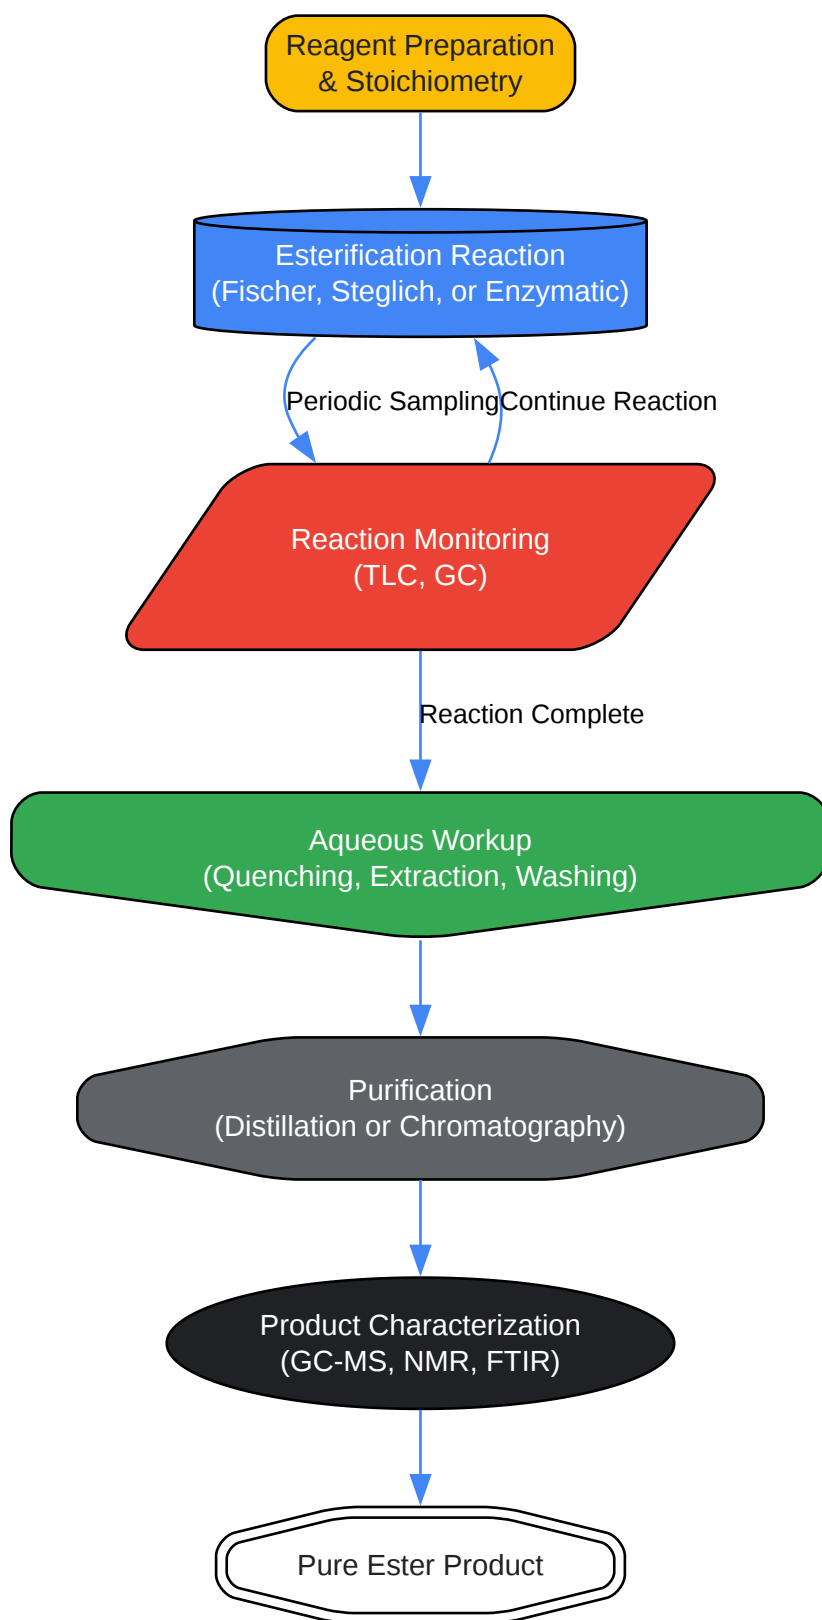 Reagent Preparation
& Stoichiometry
Esterification Reaction
(Fischer, Steglich, or Enzymatic)
Periodic Sampling
Continue Reaction
Reaction Monitoring
(TLC, GC)
Reaction Complete
Aqueous Workup
(Quenching, Extraction, Washing)
Purification
(Distillation or Chromatography)
Product Characterization
(GC-MS, NMR, FTIR)
Pure Ester Product